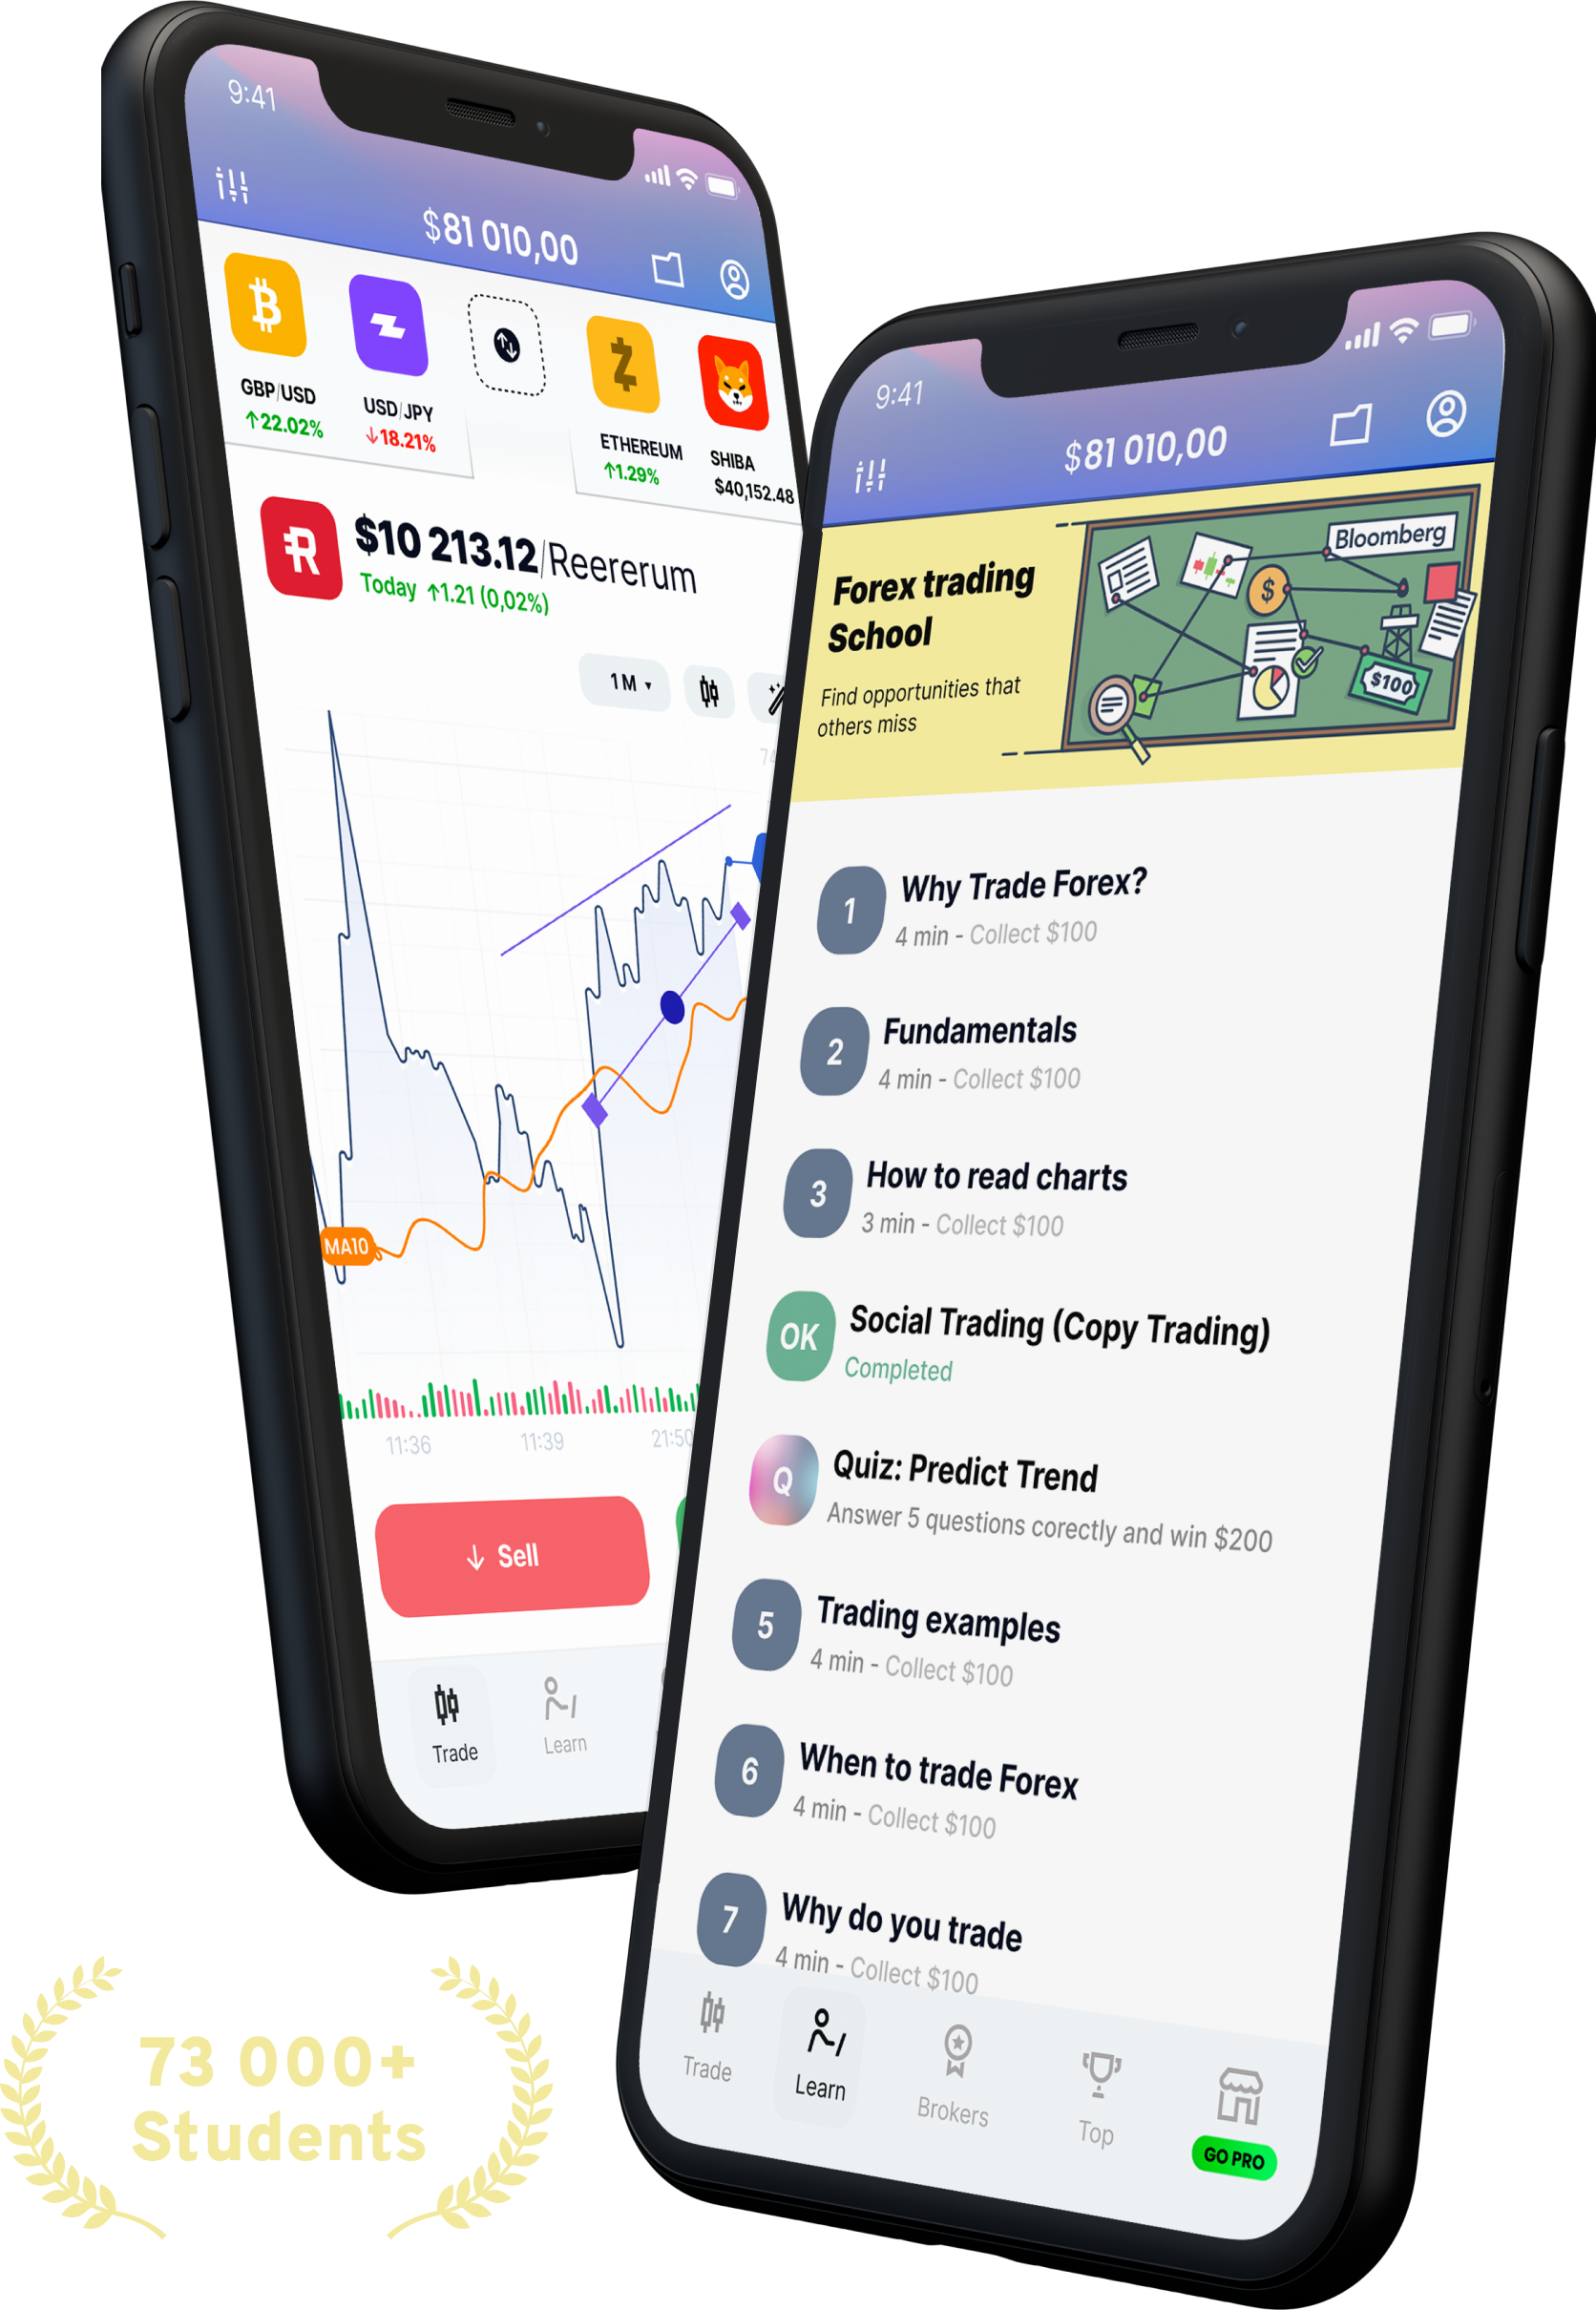 9:41
$81 010,00
GBP/USD
↑22.02%
USD/JPY
↓18.21%
ETHEREUM
↑1.29%
SHIBA
$40,152.48
$10 213.12/Reererum
Today ↑1.21 (0,02%)
1 M ▾
MA10
11:36
11:39
21:50
↓ Sell
Trade
Learn
9:41
$81 010,00
Forex trading
School
Find opportunities that
others miss
Bloomberg
$
$100
1
Why Trade Forex?
4 min - Collect $100
2
Fundamentals
4 min - Collect $100
3
How to read charts
3 min - Collect $100
OK
Social Trading (Copy Trading)
Completed
Q
Quiz: Predict Trend
Answer 5 questions corectly and win $200
5
Trading examples
4 min - Collect $100
6
When to trade Forex
4 min - Collect $100
7
Why do you trade
4 min - Collect $100
Trade
Learn
Brokers
Top
GO PRO
73 000+
Students